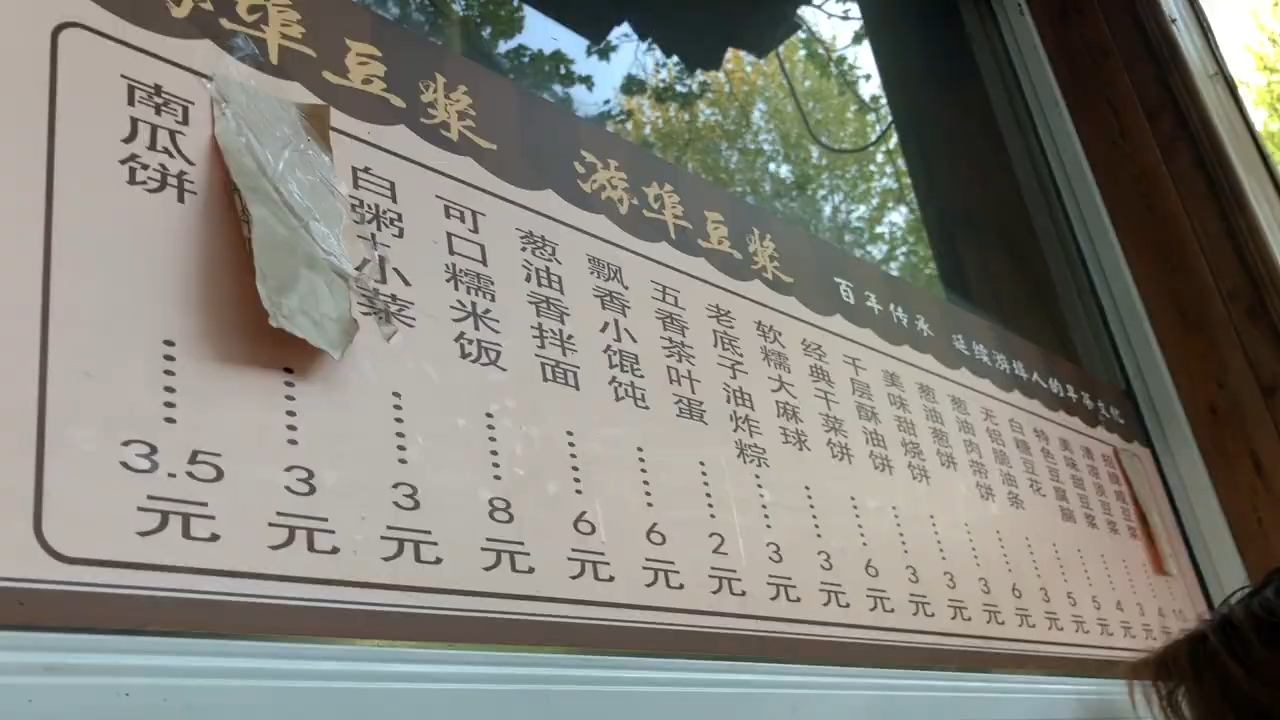 游埠豆浆
游埠豆浆
百年传承 延续游埠人的早茶文化
南瓜饼 ······ 3.5元
······ 3元
白粥+小菜 ······ 3元
可口糯米饭 ······ 8元
葱油香拌面 ······ 6元
飘香小馄饨 ······ 6元
五香茶叶蛋 ······ 2元
老底子油炸粽 ······ 3元
软糯大麻球 ······ 3元
经典干菜饼 ······ 6元
千层酥油饼 ······ 3元
美味甜烧饼 ······ 3元
葱油葱饼 ······ 3元
葱油肉带饼 ······ 6元
无铝脆油条 ······ 3元
白糖豆花 ······ 5元
特色豆腐脑 ······ 5元
美味甜豆浆 ······ 4元
清凉淡豆浆 ······ 3元
招牌咸豆浆 ······ 4元